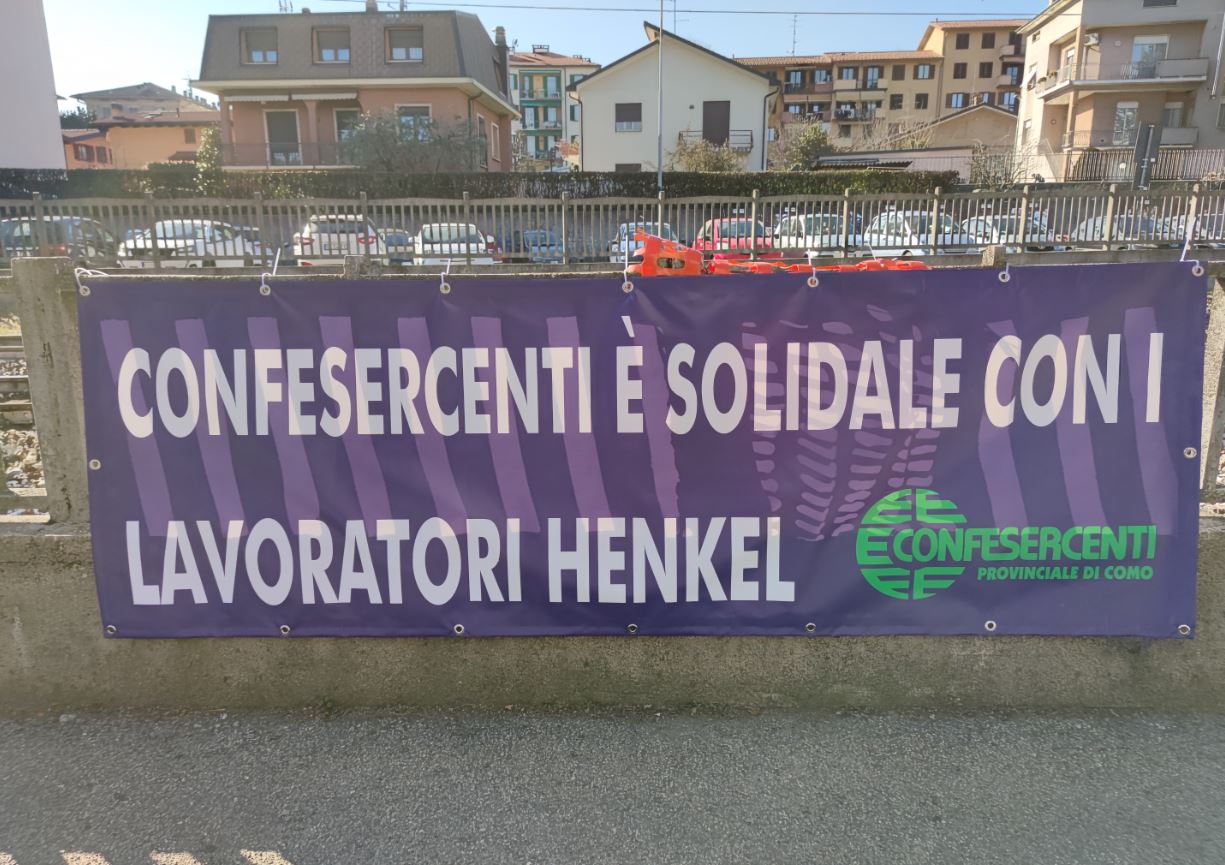 CONFESERCENTI È SOLIDALE CON I
LAVORATORI HENKEL
CONFESERCENTI
PROVINCIALE DI COMO